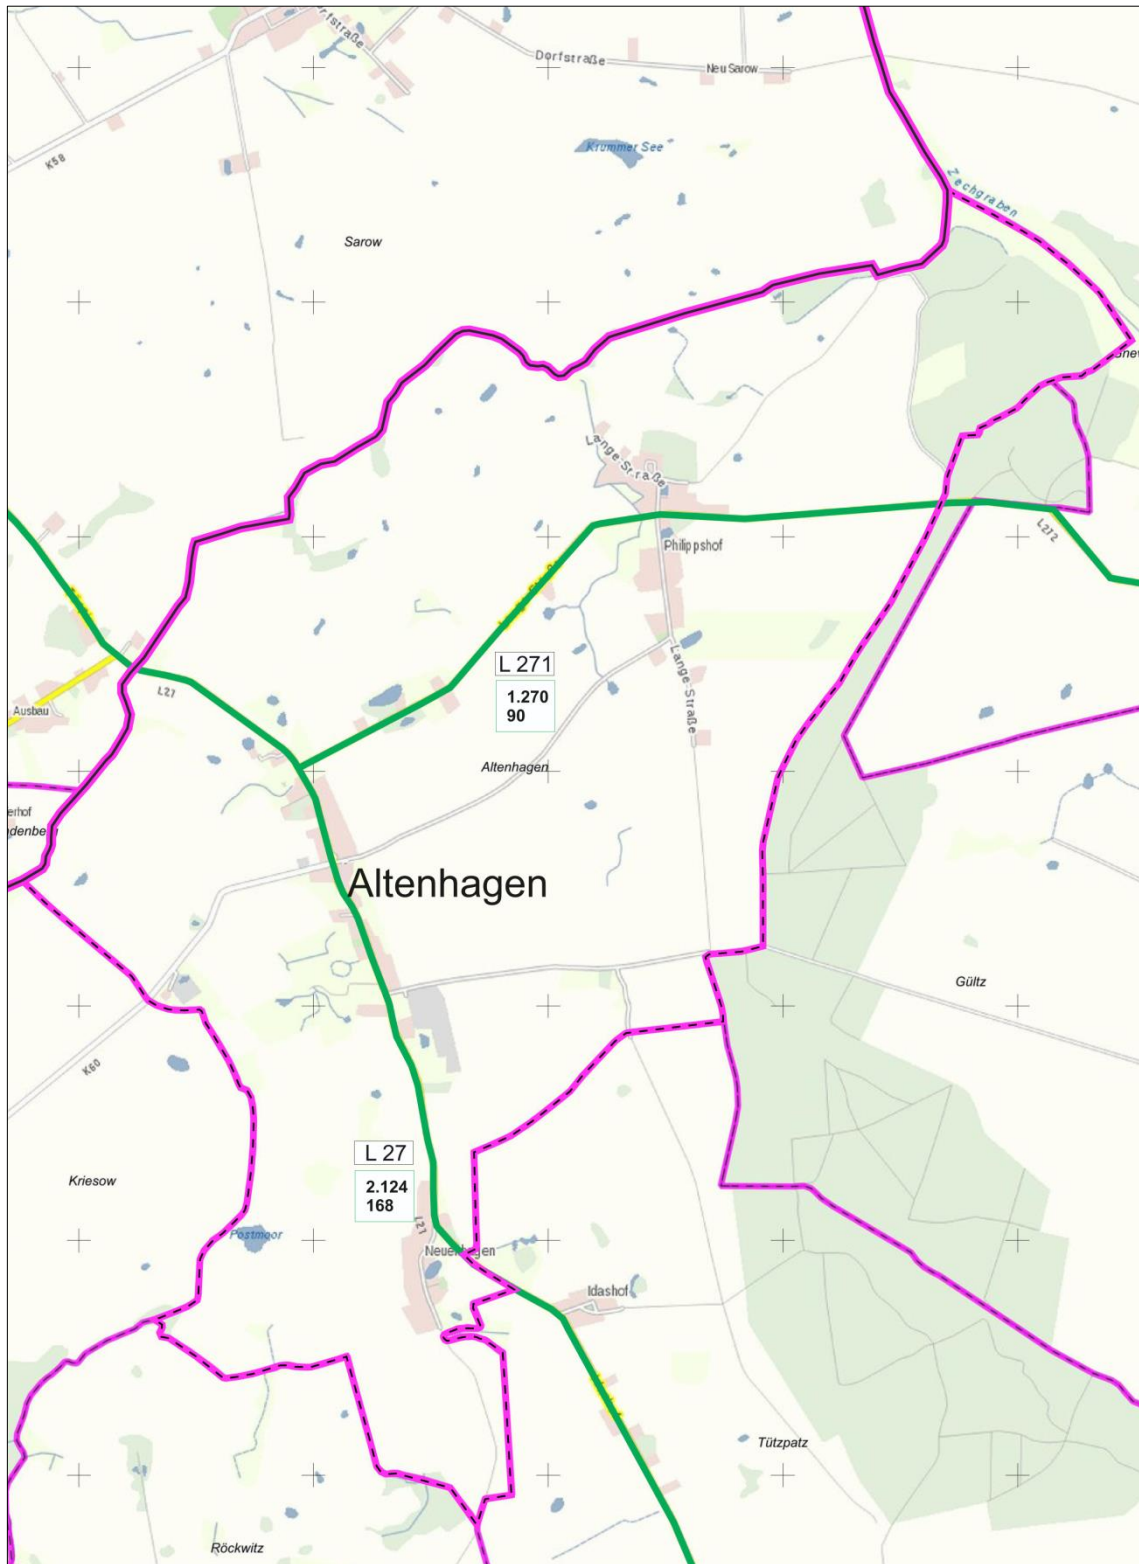 Dorfstraße
Neu Sarow
K58
Krummer See
Zechgraben
Sarow
Lange-Straße
L272
Philippshof
L 271
1.270
90
Lange-Straße
L27
Ausbau
Altenhagen
Altenhagen
Gültz
K60
L 27
2.124
168
Kriesow
Postmoor
Neuenhagen
Idashof
Tützpatz
Röckwitz